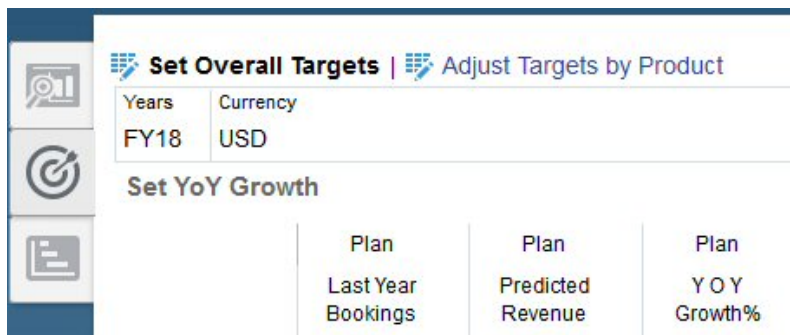 Set Overall Targets | Adjust Targets by Product
Years Currency
FY18 USD
Set YoY Growth
Plan Plan Plan
Last Year Predicted Y O Y
Bookings Revenue Growth%